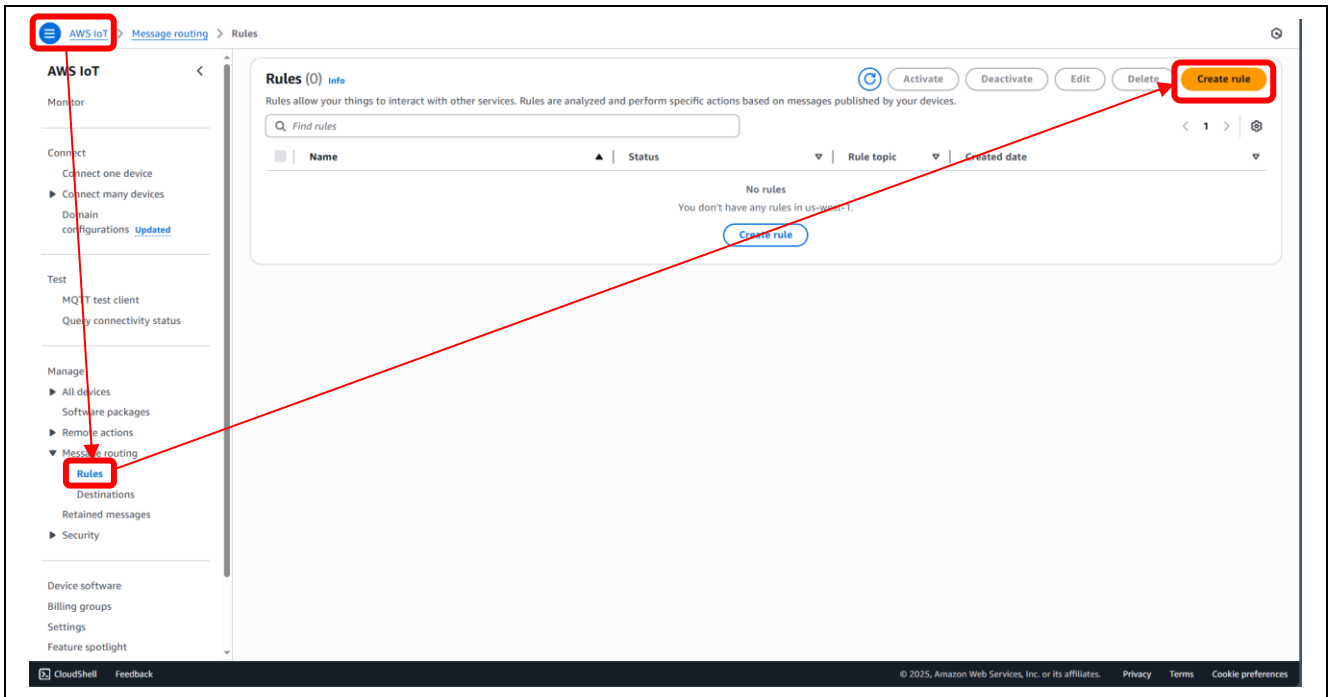 AWS IoT > Message routing > Rules
AWS IoT
Monitor
Connect
Connect one device
Connect many devices
Domain
configurations Updated
Test
MQTT test client
Query connectivity status
Manage
All devices
Software packages
Remote actions
Message routing
Rules
Destinations
Retained messages
Security
Device software
Billing groups
Settings
Feature spotlight
Rules (0) Info
Activate Deactivate Edit Delete Create rule
Rules allow your things to interact with other services. Rules are analyzed and perform specific actions based on messages published by your devices.
Find rules
1
Name Status Rule topic Created date
No rules
You don't have any rules in us-west-1.
Create rule
CloudShell Feedback © 2025, Amazon Web Services, Inc. or its affiliates. Privacy Terms Cookie preferences